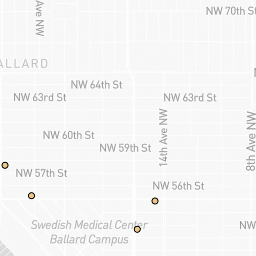 NW 70th St
Ave NW
ALLARD
NW 64th St
NW 63rd St
NW 63rd St
NW 60th St
14th Ave NW
8th Ave NW
NW 59th St
NW 57th St
NW 56th St
Swedish Medical Center
Ballard Campus
NW